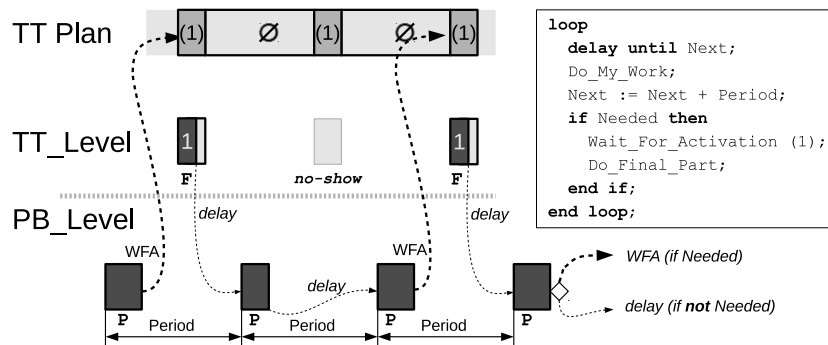 TT Plan
(1) Ø (1) Ø (1)
loop
delay until Next;
Do_My_Work;
Next := Next + Period;
if Needed then
Wait_For_Activation (1);
Do_Final_Part;
end if;
end loop;
TT_Level
1
F
no-show
1
F
PB_Level
delay
delay
WFA
delay
WFA
WFA (if Needed)
delay (if not Needed)
P
P
P
P
Period
Period
Period